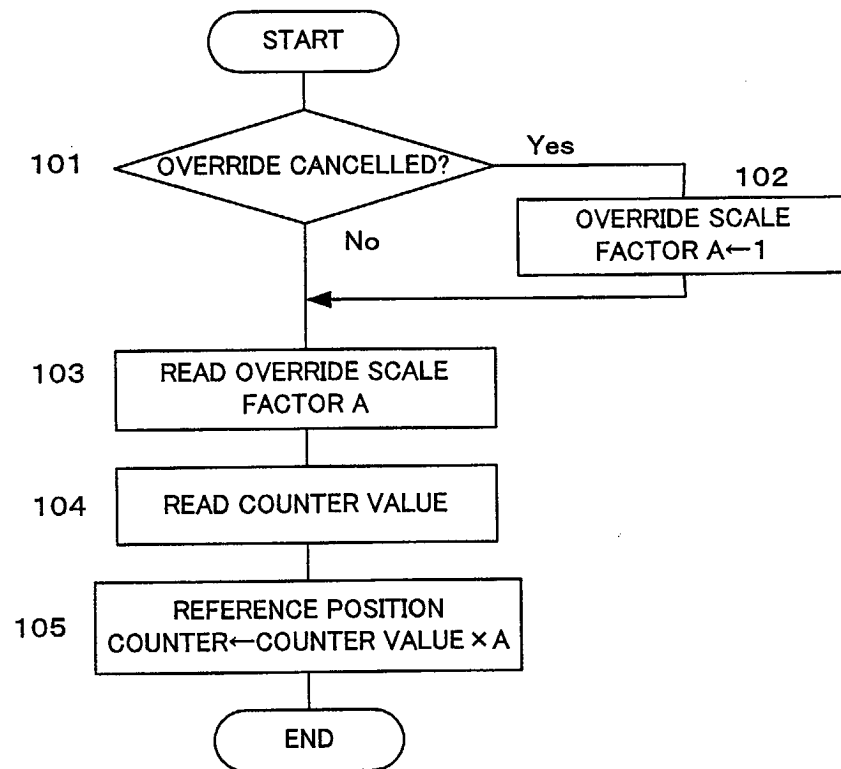 START
101
OVERRIDE CANCELLED?
Yes
102
OVERRIDE SCALE
FACTOR A←1
No
103
READ OVERRIDE SCALE
FACTOR A
104
READ COUNTER VALUE
105
REFERENCE POSITION
COUNTER←COUNTER VALUE × A
END